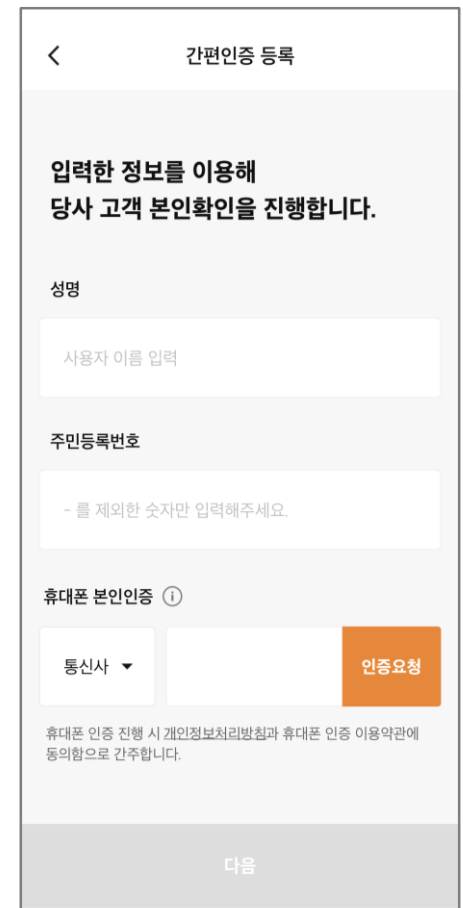 간편인증 등록
입력한 정보를 이용해
당사 고객 본인확인을 진행합니다.
성명
사용자 이름 입력
주민등록번호
- 를 제외한 숫자만 입력해주세요.
휴대폰 본인인증 ⓘ
통신사 ▼ 인증요청
휴대폰 인증 진행 시 개인정보처리방침과 휴대폰 인증 이용약관에
동의함으로 간주합니다.
다음